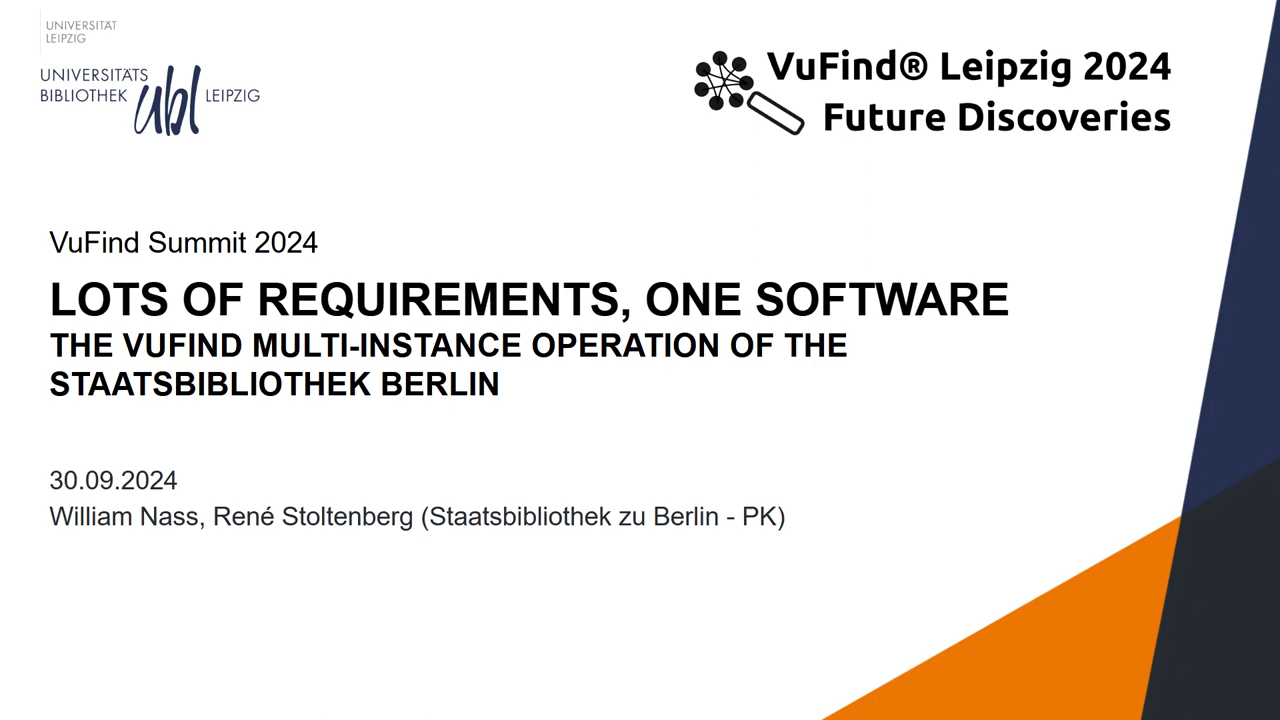 UNIVERSITÄT
LEIPZIG
UNIVERSITÄTS
BIBLIOTHEK ubl LEIPZIG
VuFind® Leipzig 2024
Future Discoveries
VuFind Summit 2024
LOTS OF REQUIREMENTS, ONE SOFTWARE
THE VUFIND MULTI-INSTANCE OPERATION OF THE
STAATSBIBLIOTHEK BERLIN
30.09.2024
William Nass, René Stoltenberg (Staatsbibliothek zu Berlin - PK)